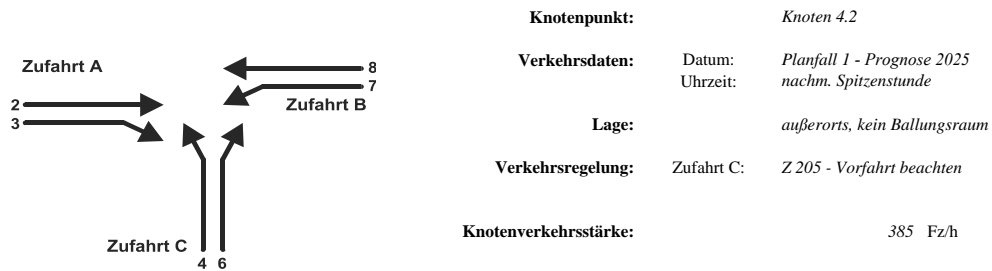 Zufahrt A
8
7
Zufahrt B
2
3
Zufahrt C
4 6
Knotenpunkt: Knoten 4.2
Verkehrsdaten: Datum: Planfall 1 - Prognose 2025
Uhrzeit: nachm. Spitzenstunde
Lage: außerorts, kein Ballungsraum
Verkehrsregelung: Zufahrt C: Z 205 - Vorfahrt beachten
Knotenverkehrsstärke: 385 Fz/h